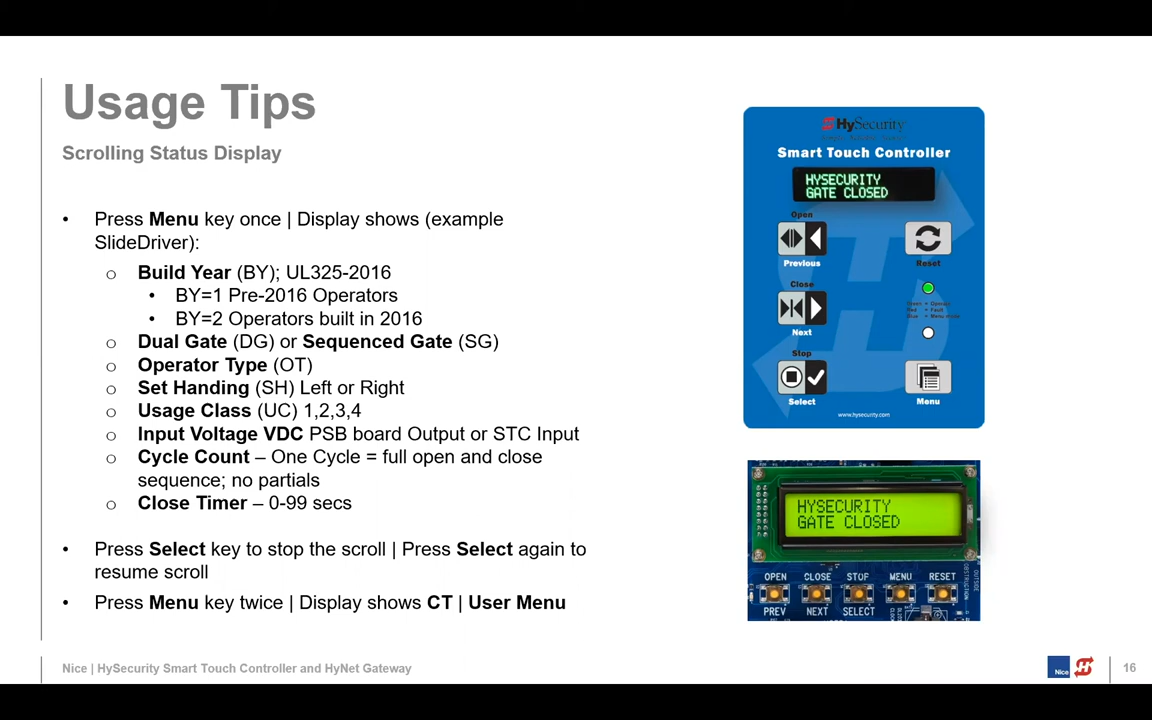 Usage Tips
Scrolling Status Display
• Press Menu key once | Display shows (example
SlideDriver):
o Build Year (BY); UL325-2016
• BY=1 Pre-2016 Operators
• BY=2 Operators built in 2016
o Dual Gate (DG) or Sequenced Gate (SG)
o Operator Type (OT)
o Set Handing (SH) Left or Right
o Usage Class (UC) 1,2,3,4
o Input Voltage VDC PSB board Output or STC Input
o Cycle Count – One Cycle = full open and close
sequence; no partials
o Close Timer – 0-99 secs
• Press Select key to stop the scroll | Press Select again to
resume scroll
• Press Menu key twice | Display shows CT | User Menu
HySecurity
Smart Touch Controller
HYSECURITY
GATE CLOSED
Open
Previous
Reset
Close
Next
Green = Operate
Red = Fault
Blue = Menu mode
Stop
Select
Menu
www.hysecurity.com
HYSECURITY
GATE CLOSED
OPEN CLOSE STOP MENU RESET
PREV NEXT SELECT
OUTSIDE
OBSTRUCTION
Nice | HySecurity Smart Touch Controller and HyNet Gateway
Nice
16